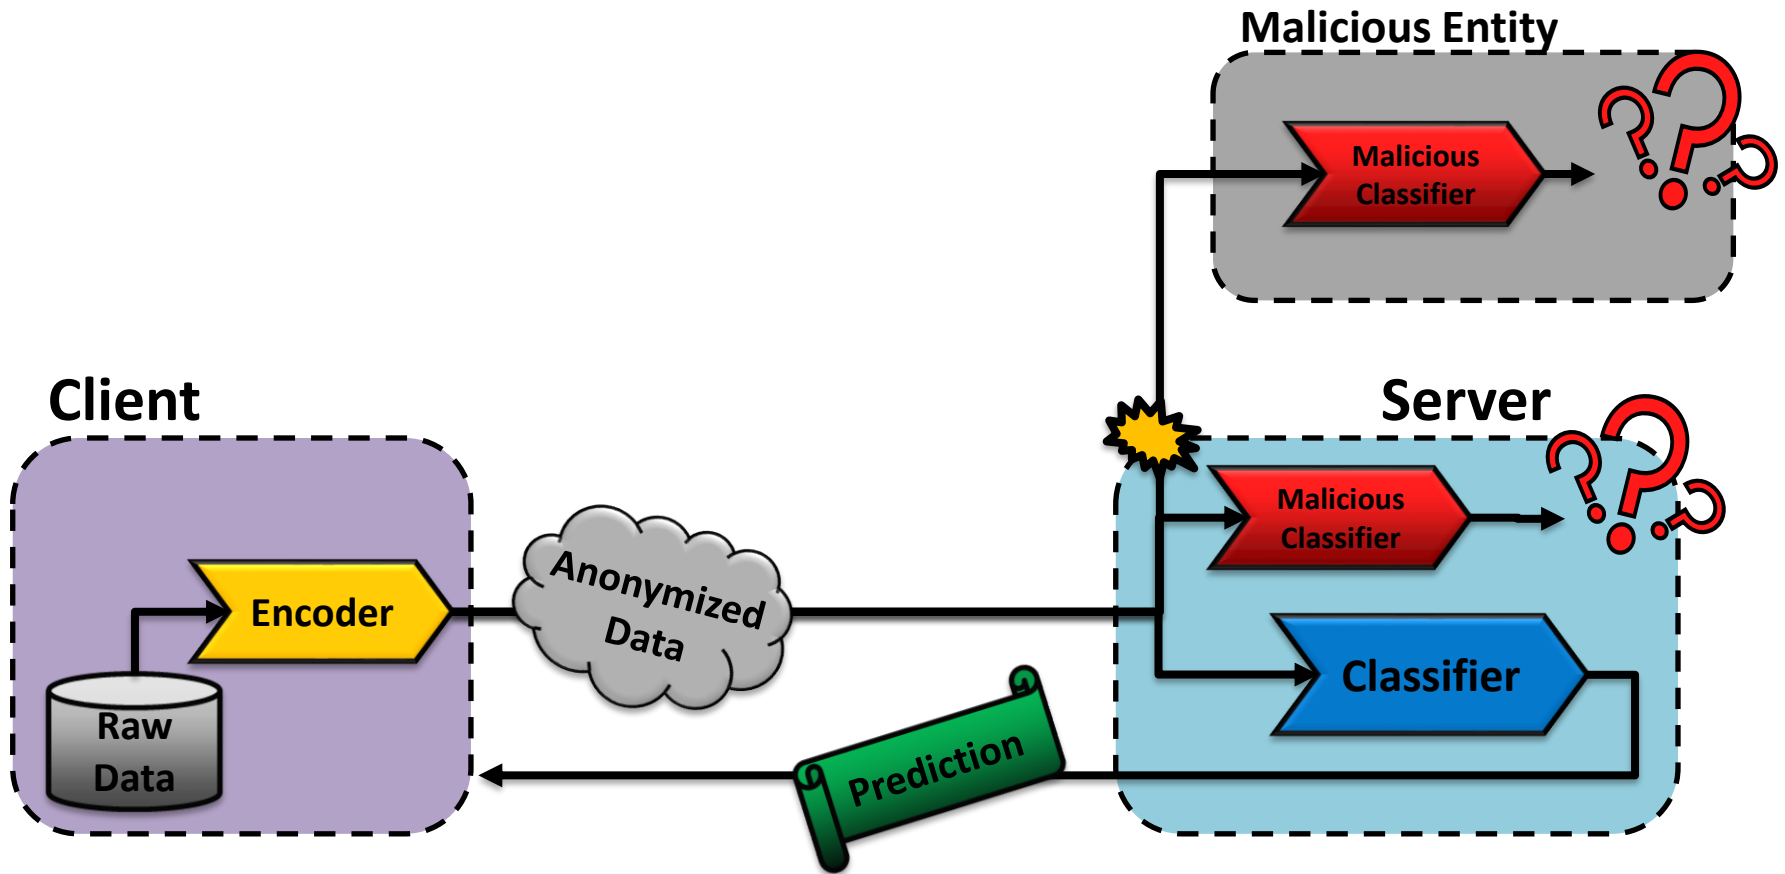 Malicious Entity
Malicious
Classifier
Client
Server
Malicious
Classifier
Encoder
Anonymized
Data
Classifier
Raw
Data
Prediction